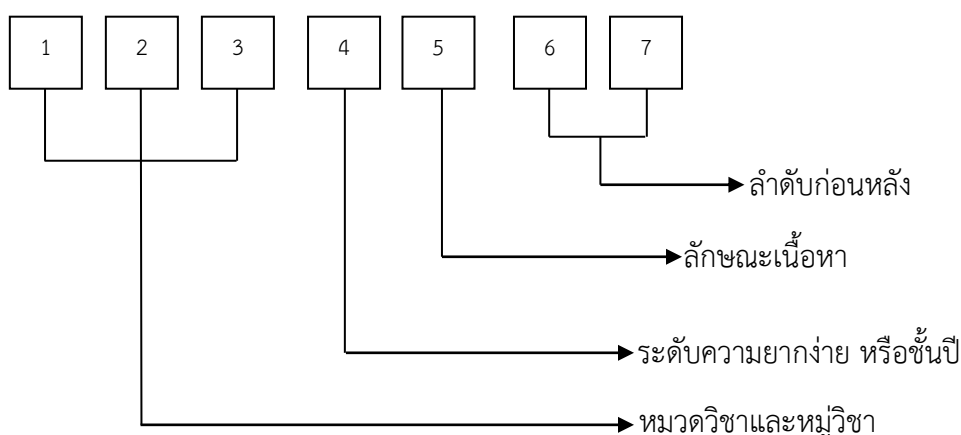 1 2 3 4 5 6 7
ลำดับก่อนหลัง
ลักษณะเนื้อหา
ระดับความยากง่าย หรือชั้นปี
หมวดวิชาและหมู่วิชา